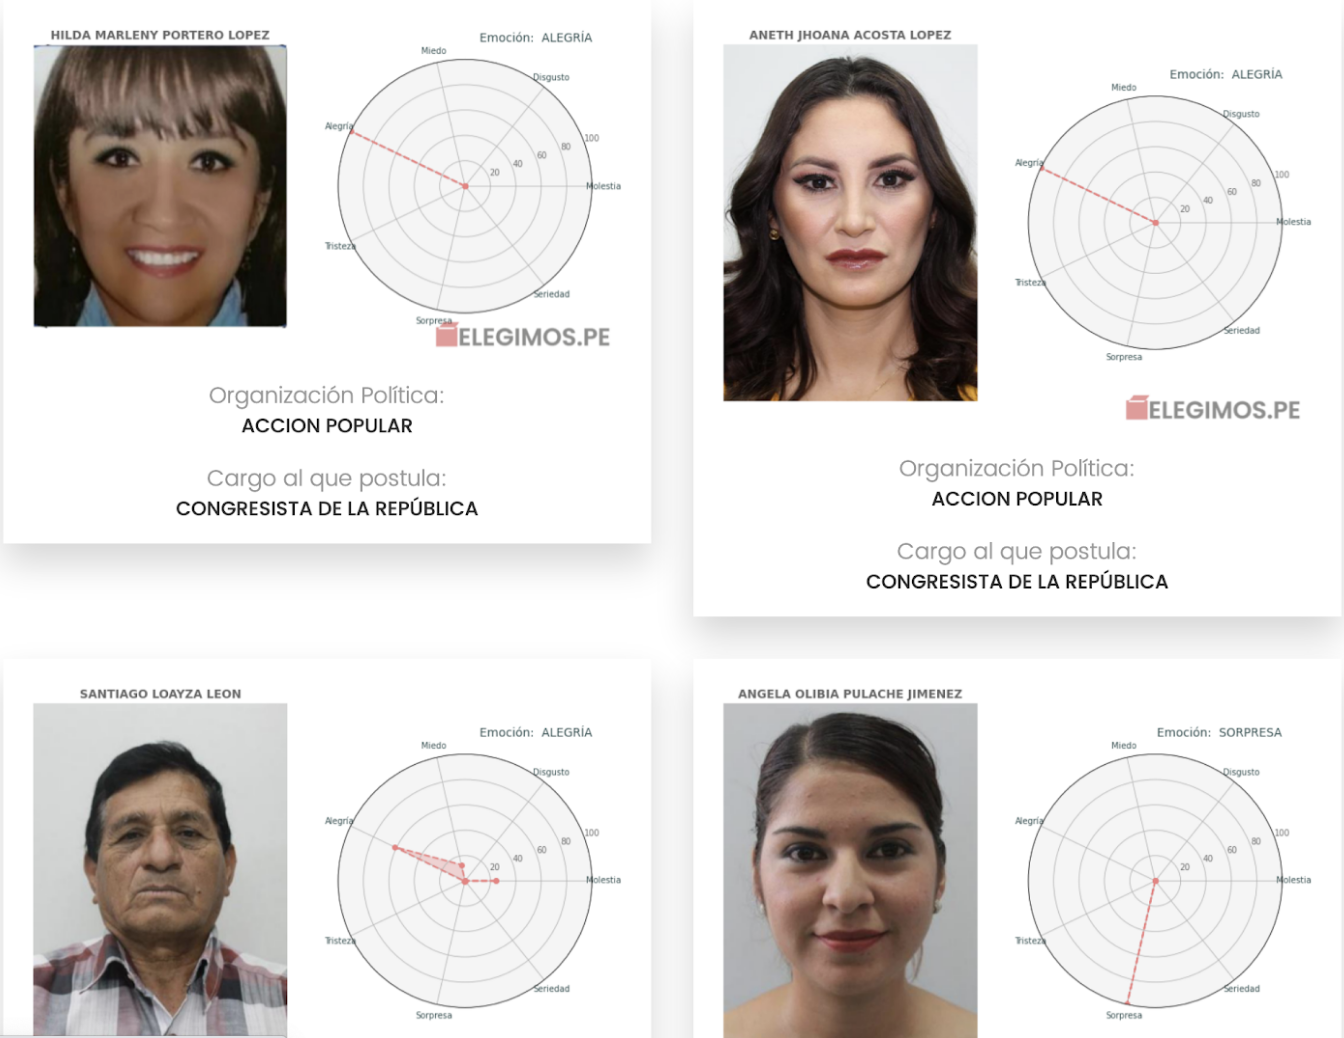 HILDA MARLENY PORTERO LOPEZ
Emoción: ALEGRÍA
Miedo
Disgusto
Alegría
100
80
60
40
20
Molestia
Tristeza
Seriedad
Sorpresa
ELEGIMOS.PE
Organización Política:
ACCION POPULAR
Cargo al que postula:
CONGRESISTA DE LA REPÚBLICA
ANETH JHOANA ACOSTA LOPEZ
Emoción: ALEGRÍA
Miedo
Disgusto
Alegría
100
80
60
40
20
Molestia
Tristeza
Seriedad
Sorpresa
ELEGIMOS.PE
Organización Política:
ACCION POPULAR
Cargo al que postula:
CONGRESISTA DE LA REPÚBLICA
SANTIAGO LOAYZA LEON
Emoción: ALEGRÍA
Miedo
Disgusto
Alegría
100
80
60
40
20
Molestia
Tristeza
Seriedad
Sorpresa
ANGELA OLIBIA PULACHE JIMENEZ
Emoción: SORPRESA
Miedo
Disgusto
Alegría
100
80
60
40
20
Molestia
Tristeza
Seriedad
Sorpresa